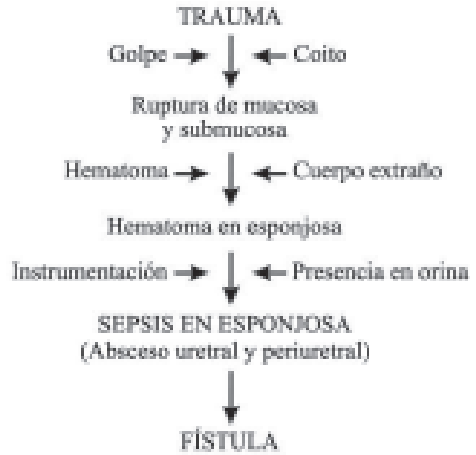 TRAUMA
Golpe Coito
Ruptura de mucosa
y submucosa
Hematoma Cuerpo extraño
Hematoma en esponjosa
Instrumentación Presencia en orina
SEPSIS EN ESPONJOSA
(Absceso uretral y periuretral)
FÍSTULA